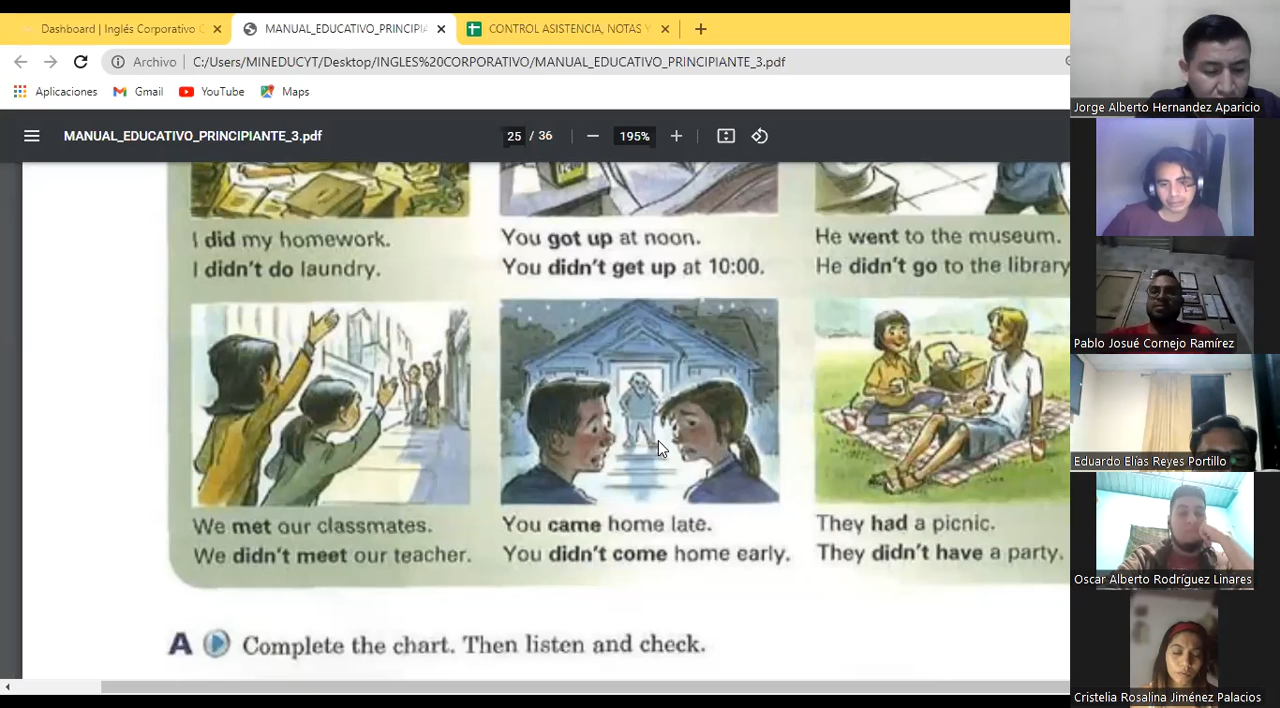 Dashboard | Inglés Corporativo
MANUAL_EDUCATIVO_PRINCIPIA
CONTROL ASISTENCIA, NOTAS Y
Archivo | C:/Users/MINEDUCYT/Desktop/INGLES%20CORPORATIVO/MANUAL_EDUCATIVO_PRINCIPIANTE_3.pdf
Aplicaciones Gmail YouTube Maps
MANUAL_EDUCATIVO_PRINCIPIANTE_3.pdf 25 / 36 195%
I did my homework.
I didn't do laundry.
You got up at noon.
You didn't get up at 10:00.
He went to the museum.
He didn't go to the library
We met our classmates.
We didn't meet our teacher.
You came home late.
You didn't come home early.
They had a picnic.
They didn't have a party.
A Complete the chart. Then listen and check.
Jorge Alberto Hernandez Aparicio
Pablo Josué Cornejo Ramírez
Eduardo Elías Reyes Portillo
Oscar Alberto Rodríguez Linares
Cristelia Rosalina Jiménez Palacios